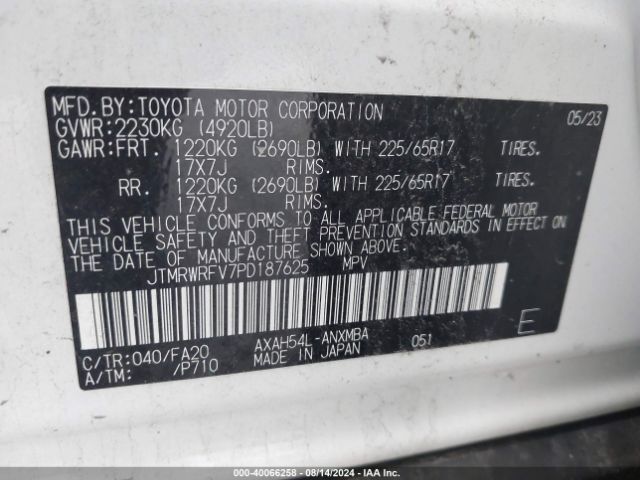 MFD.BY:TOYOTA MOTOR CORPORATION 05/23
GVWR:2230KG (4920LB)
GAWR:FRT. 1220KG (2690LB) WITH 225/65R17 TIRES.
17X7J RIMS.
RR. 1220KG (2690LB) WITH 225/65R17 TIRES.
17X7J RIMS.
THIS VEHICLE CONFORMS TO ALL APPLICABLE FEDERAL MOTOR
VEHICLE SAFETY AND THEFT PREVENTION STANDARDS IN EFFECT ON
THE DATE OF MANUFACTURE SHOWN ABOVE.
JTMRWRFV7PD187625 MPV
C/TR:040/FA20 AXAH54L-ANXMBA 051 E
A/TM: /P710 MADE IN JAPAN
000-40066258 - 08/14/2024 - IAA Inc.